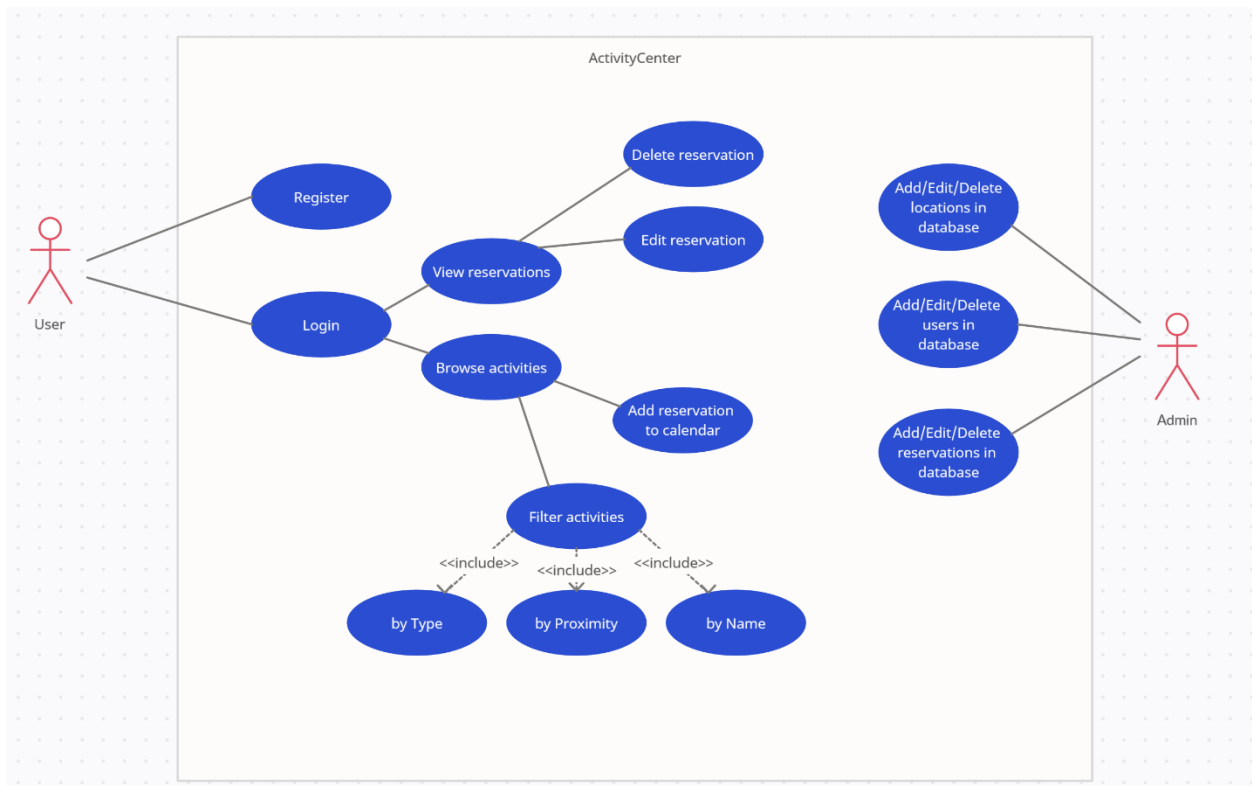 ActivityCenter
Delete reservation
Register
Edit reservation
View reservations
User
Login
Browse activities
Add reservation
to calendar
Filter activities
<<include>>
<<include>>
<<include>>
by Type
by Proximity
by Name
Add/Edit/Delete
locations in
database
Add/Edit/Delete
users in
database
Add/Edit/Delete
reservations in
database
Admin